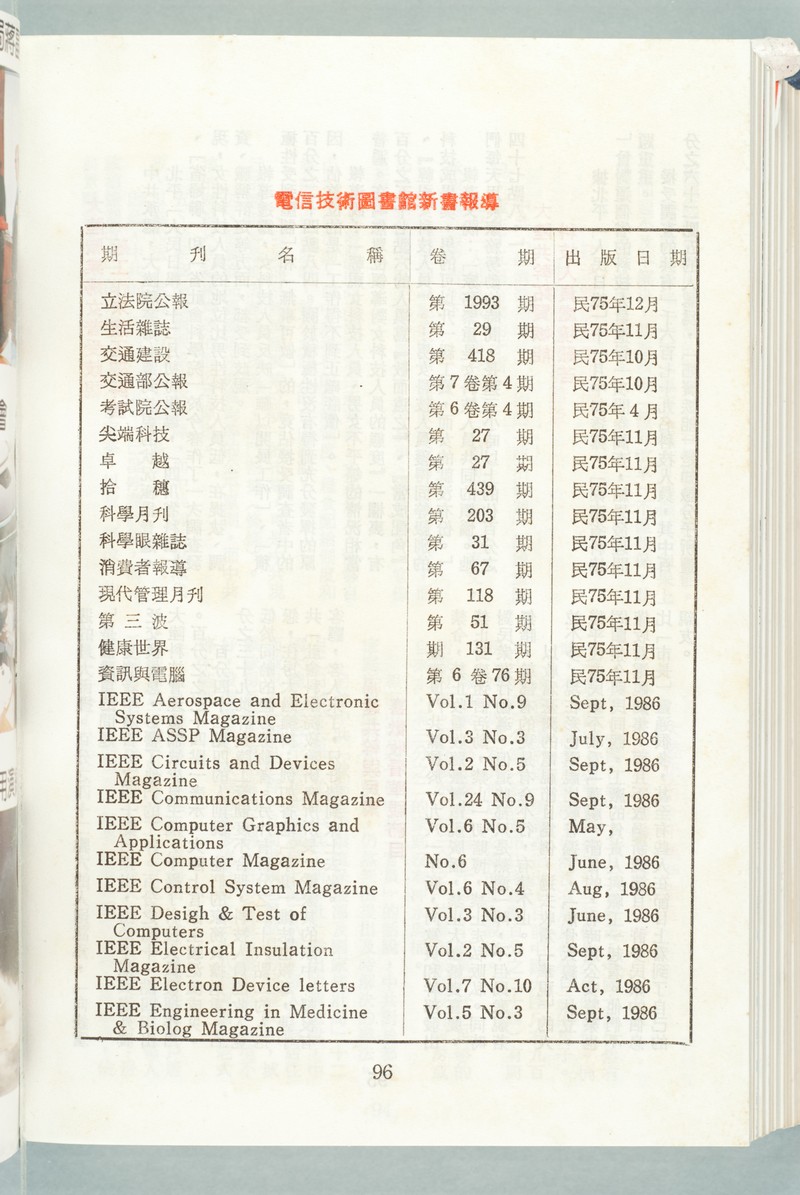 電信技術圖書館新書報導
期刊名稱 卷期 出版日期
立法院公報 第 1993 期 民75年12月
生活雜誌 第 29 期 民75年11月
交通建設 第 418 期 民75年10月
交通部公報 第7卷第4期 民75年10月
考試院公報 第6卷第4期 民75年4月
尖端科技 第 27 期 民75年11月
卓越 第 27 期 民75年11月
拾穗 第 439 期 民75年11月
科學月刊 第 203 期 民75年11月
科學眼雜誌 第 31 期 民75年11月
消費者報導 第 67 期 民75年11月
現代管理月刊 第 118 期 民75年11月
第三波 第 51 期 民75年11月
健康世界 期 131 期 民75年11月
資訊與電腦 第 6 卷76期 民75年11月
IEEE Aerospace and Electronic Vol.1 No.9 Sept, 1986
Systems Magazine
IEEE ASSP Magazine Vol.3 No.3 July, 1986
IEEE Circuits and Devices Vol.2 No.5 Sept, 1986
Magazine
IEEE Communications Magazine Vol.24 No.9 Sept, 1986
IEEE Computer Graphics and Vol.6 No.5 May,
Applications
IEEE Computer Magazine No.6 June, 1986
IEEE Control System Magazine Vol.6 No.4 Aug, 1986
IEEE Desigh & Test of Vol.3 No.3 June, 1986
Computers
IEEE Electrical Insulation Vol.2 No.5 Sept, 1986
Magazine
IEEE Electron Device letters Vol.7 No.10 Act, 1986
IEEE Engineering in Medicine Vol.5 No.3 Sept, 1986
& Biolog Magazine
96